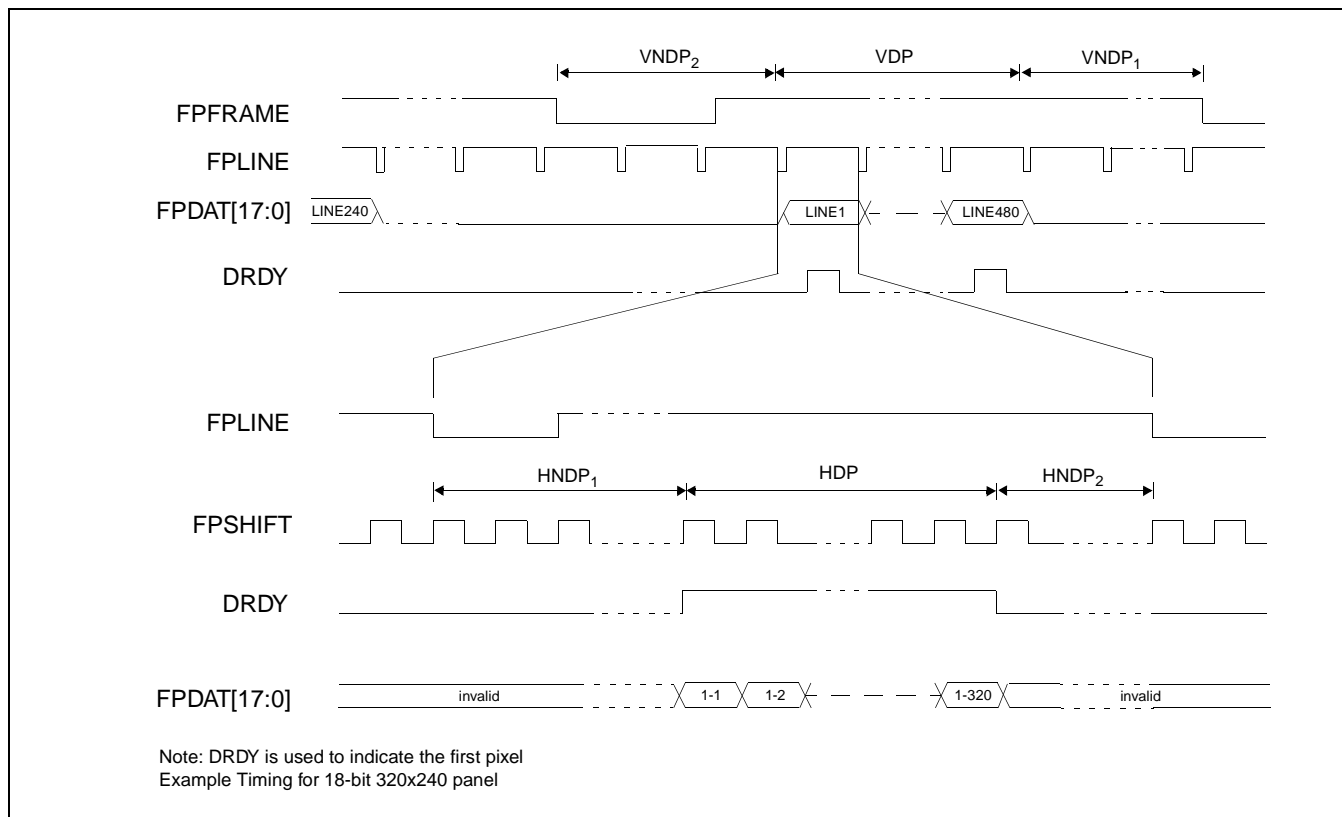 VNDP2 VDP VNDP1
FPFRAME
FPLINE
FPDAT[17:0] LINE240 LINE1 LINE480
DRDY
FPLINE
HNDP1 HDP HNDP2
FPSHIFT
DRDY
FPDAT[17:0] invalid 1-1 1-2 1-320 invalid
Note: DRDY is used to indicate the first pixel
Example Timing for 18-bit 320x240 panel